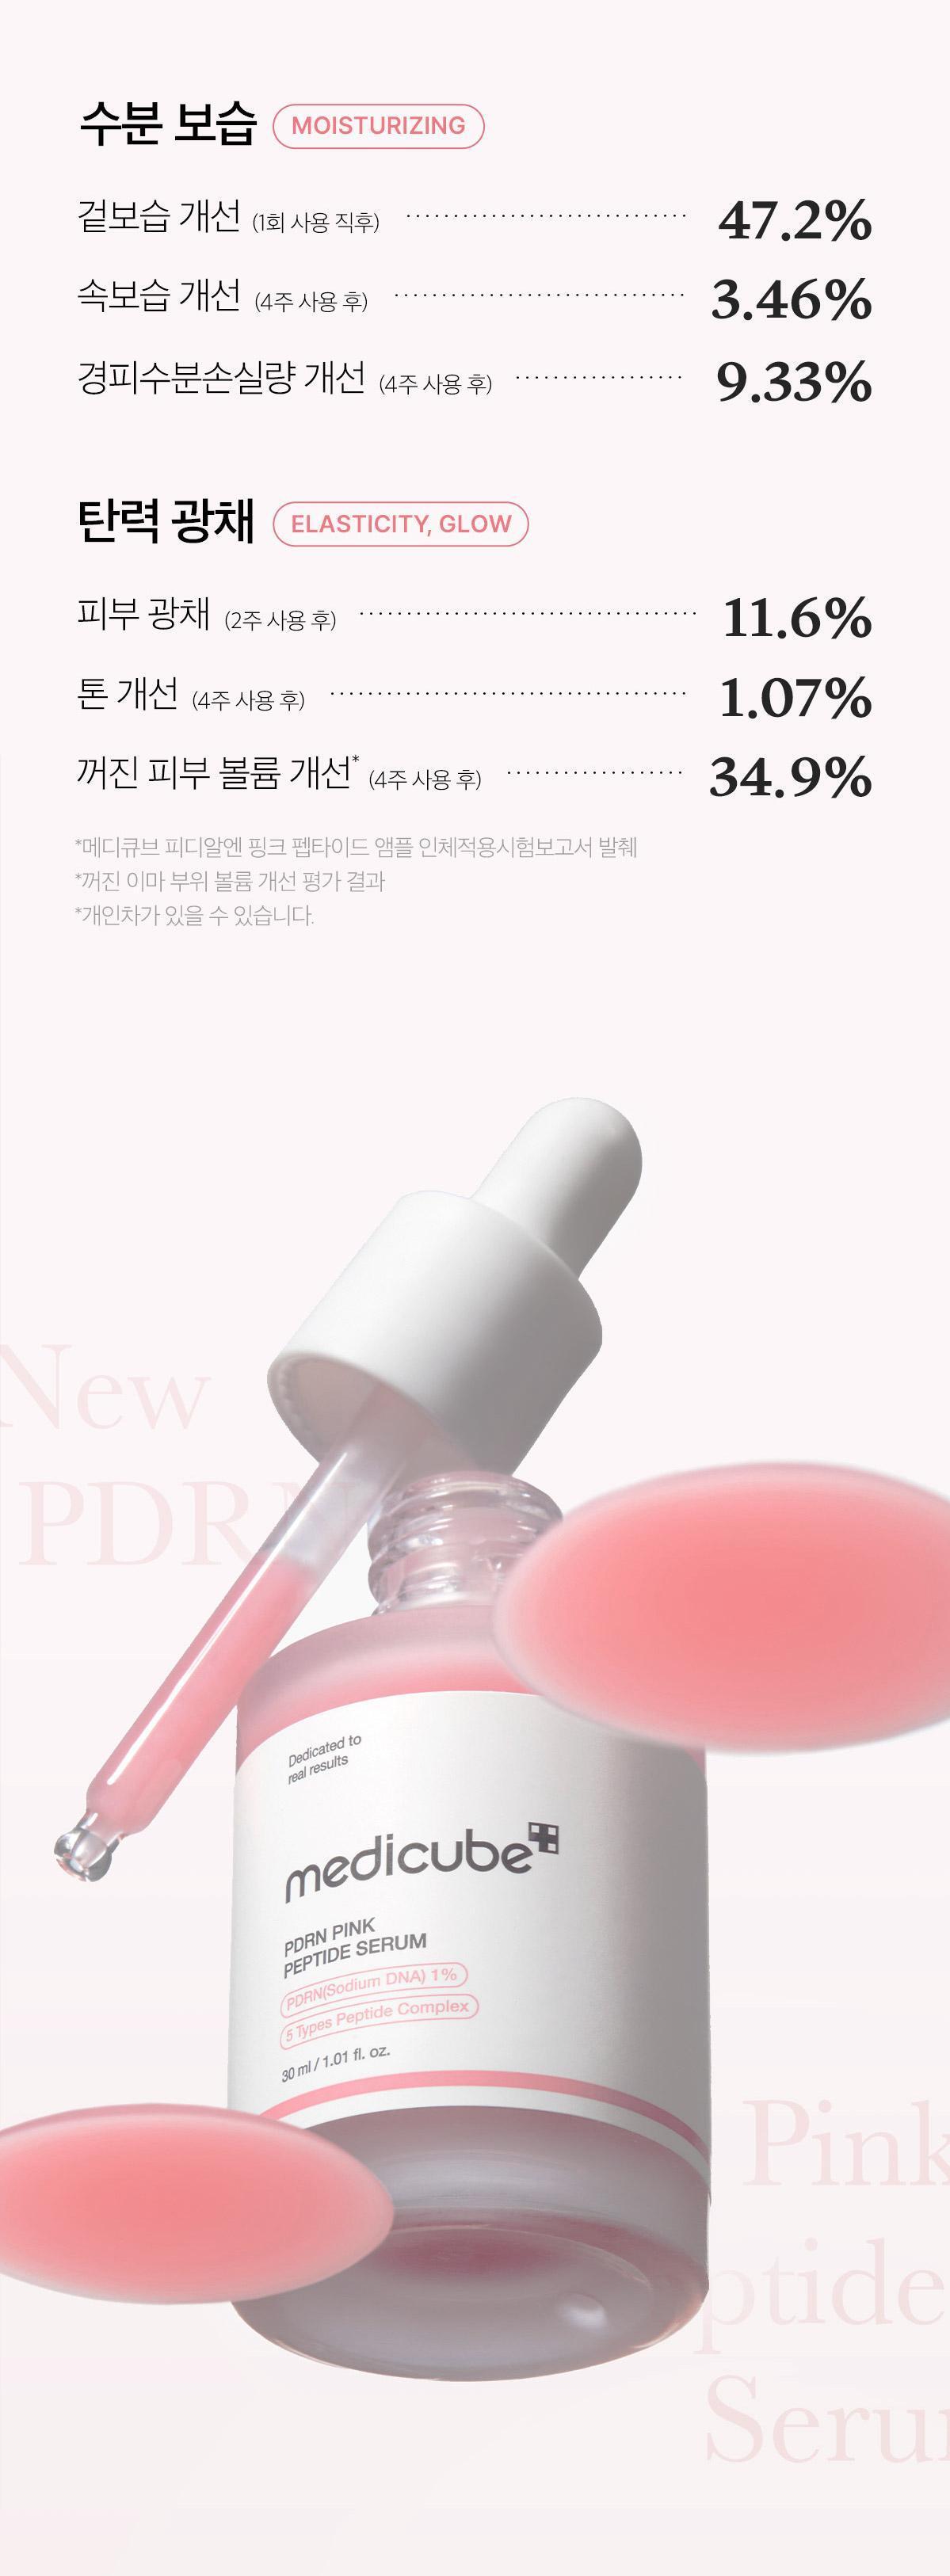 수분 보습 MOISTURIZING
겉보습 개선 (1회 사용 직후) 47.2%
속보습 개선 (4주 사용 후) 3.46%
경피수분손실량 개선 (4주 사용 후) 9.33%
탄력 광채 ELASTICITY, GLOW
피부 광채 (2주 사용 후) 11.6%
톤 개선 (4주 사용 후) 1.07%
꺼진 피부 볼륨 개선* (4주 사용 후) 34.9%
*메디큐브 피디알엔 핑크 펩타이드 앰플 인체적용시험보고서 발췌
*꺼진 이마 부위 볼륨 개선 평가 결과
*개인차가 있을 수 있습니다.
New
PDRN
Dedicated to
real results
medicube
PDRN PINK
PEPTIDE SERUM
PDRN(Sodium DNA) 1%
5 Types Peptide Complex
30 ml / 1.01 fl. oz.
Pink
ptide
Seru